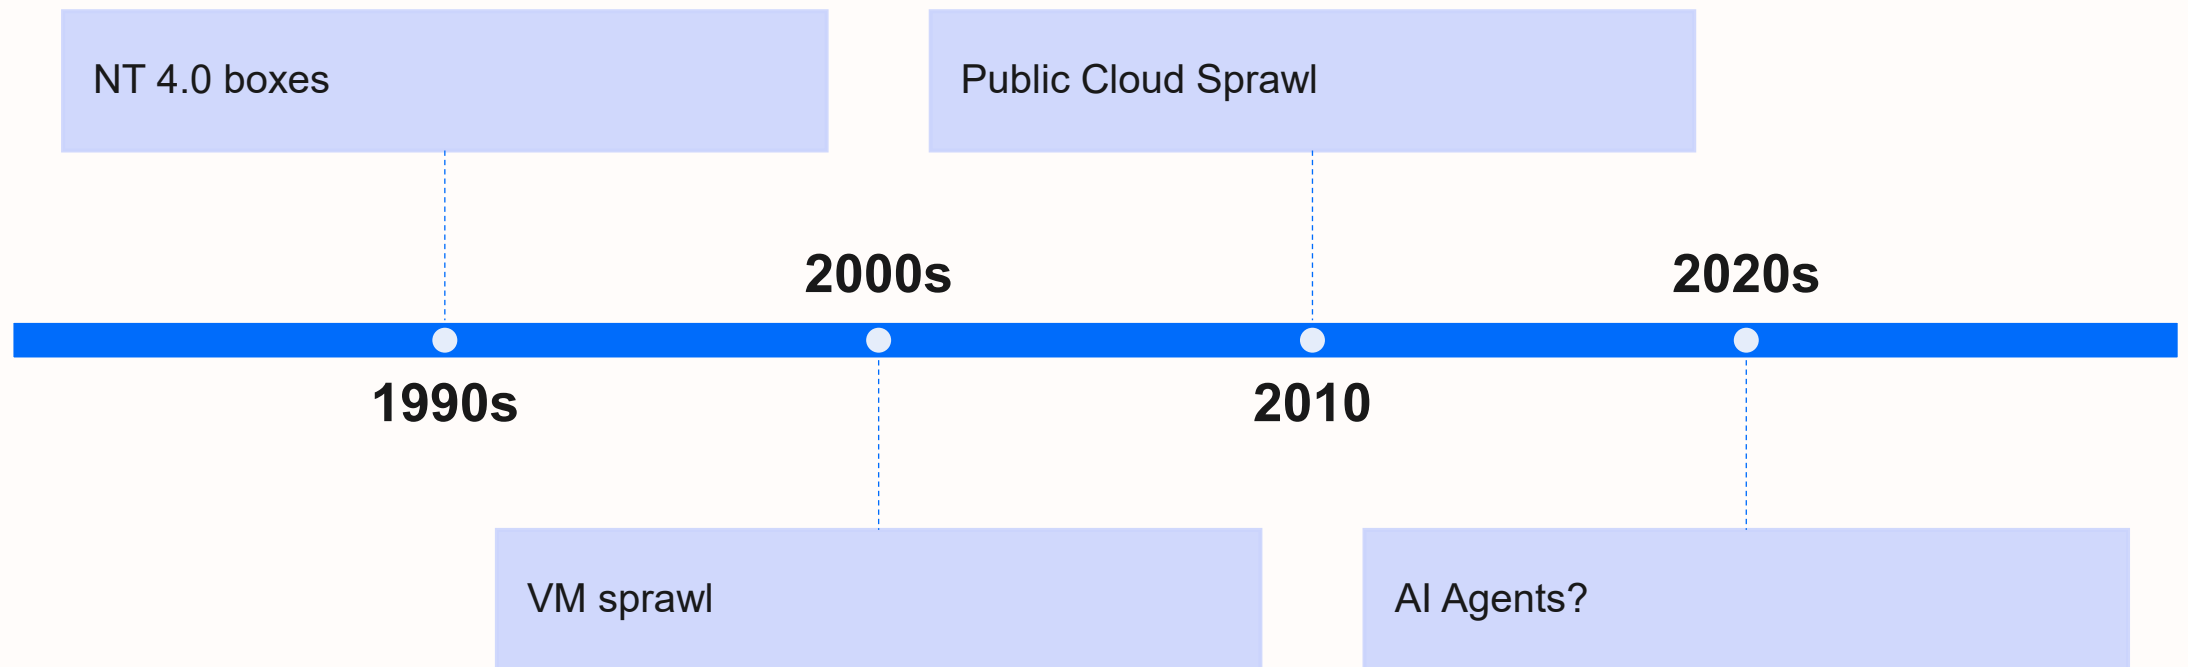 NT 4.0 boxes
Public Cloud Sprawl
2000s
2020s
1990s
2010
VM sprawl
AI Agents?